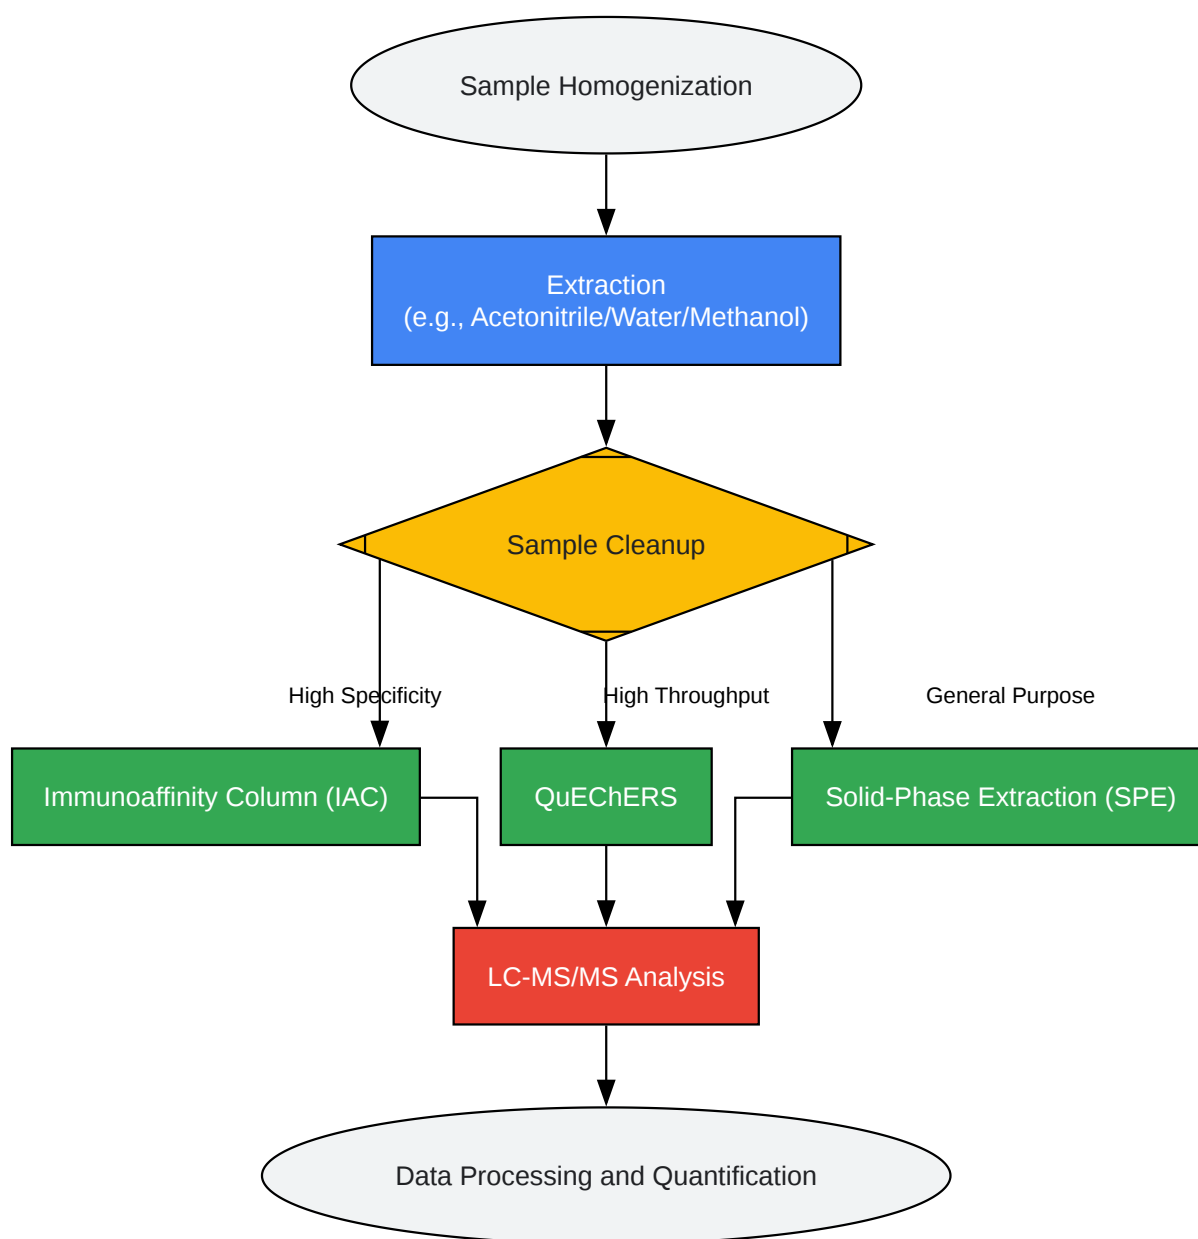 Sample Homogenization
Extraction
(e.g., Acetonitrile/Water/Methanol)
Sample Cleanup
High Specificity
High Throughput
General Purpose
Immunoaffinity Column (IAC)
QuEChERS
Solid-Phase Extraction (SPE)
LC-MS/MS Analysis
Data Processing and Quantification